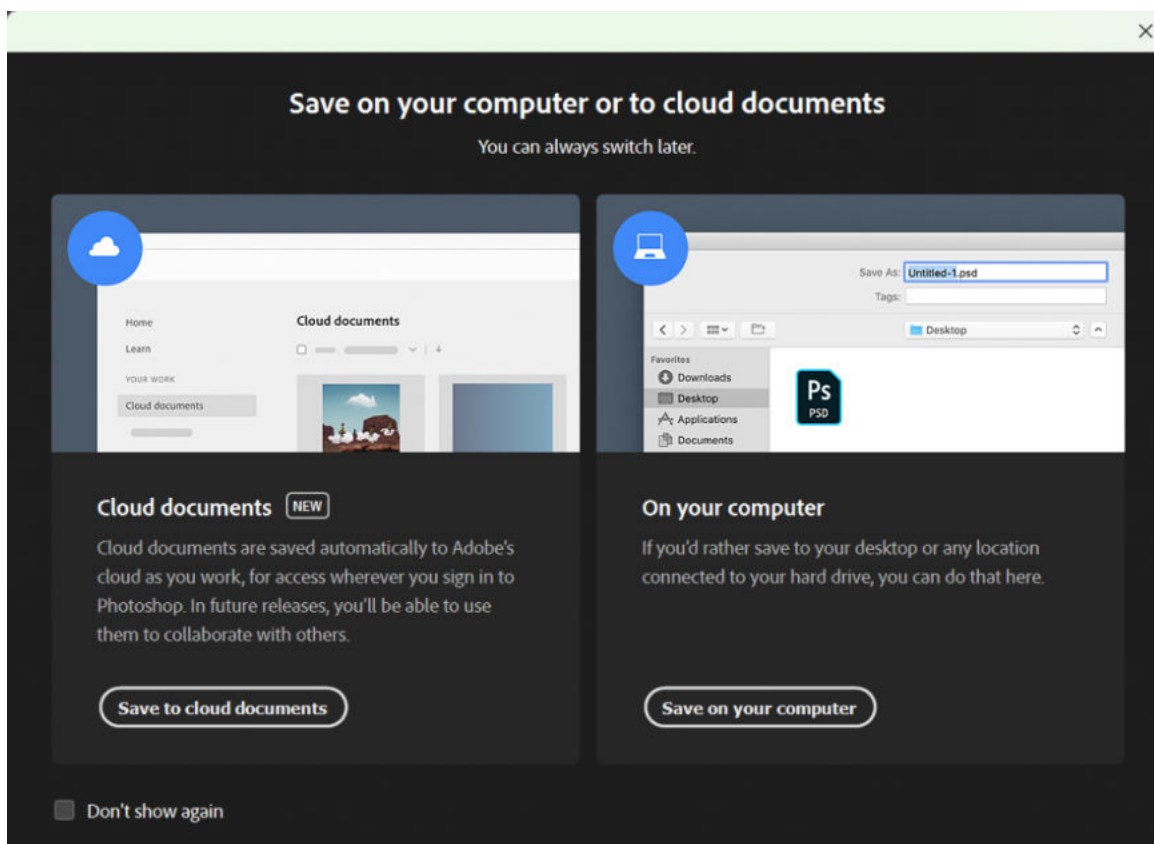 Save on your computer or to cloud documents
You can always switch later.
Home
Learn
YOUR WORK
Cloud documents
Cloud documents
Save As: Untitled-1.psd
Tags:
Desktop
Favorites
Downloads
Desktop
Applications
Documents
Ps
PSD
Cloud documents NEW
Cloud documents are saved automatically to Adobe's
cloud as you work, for access wherever you sign in to
Photoshop. In future releases, you'll be able to use
them to collaborate with others.
Save to cloud documents
On your computer
If you'd rather save to your desktop or any location
connected to your hard drive, you can do that here.
Save on your computer
Don't show again